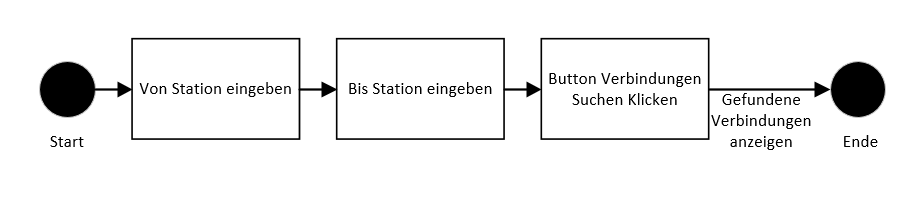 Von Station eingeben
Bis Station eingeben
Button Verbindungen
Suchen Klicken
Gefundene
Verbindungen
anzeigen
Start
Ende